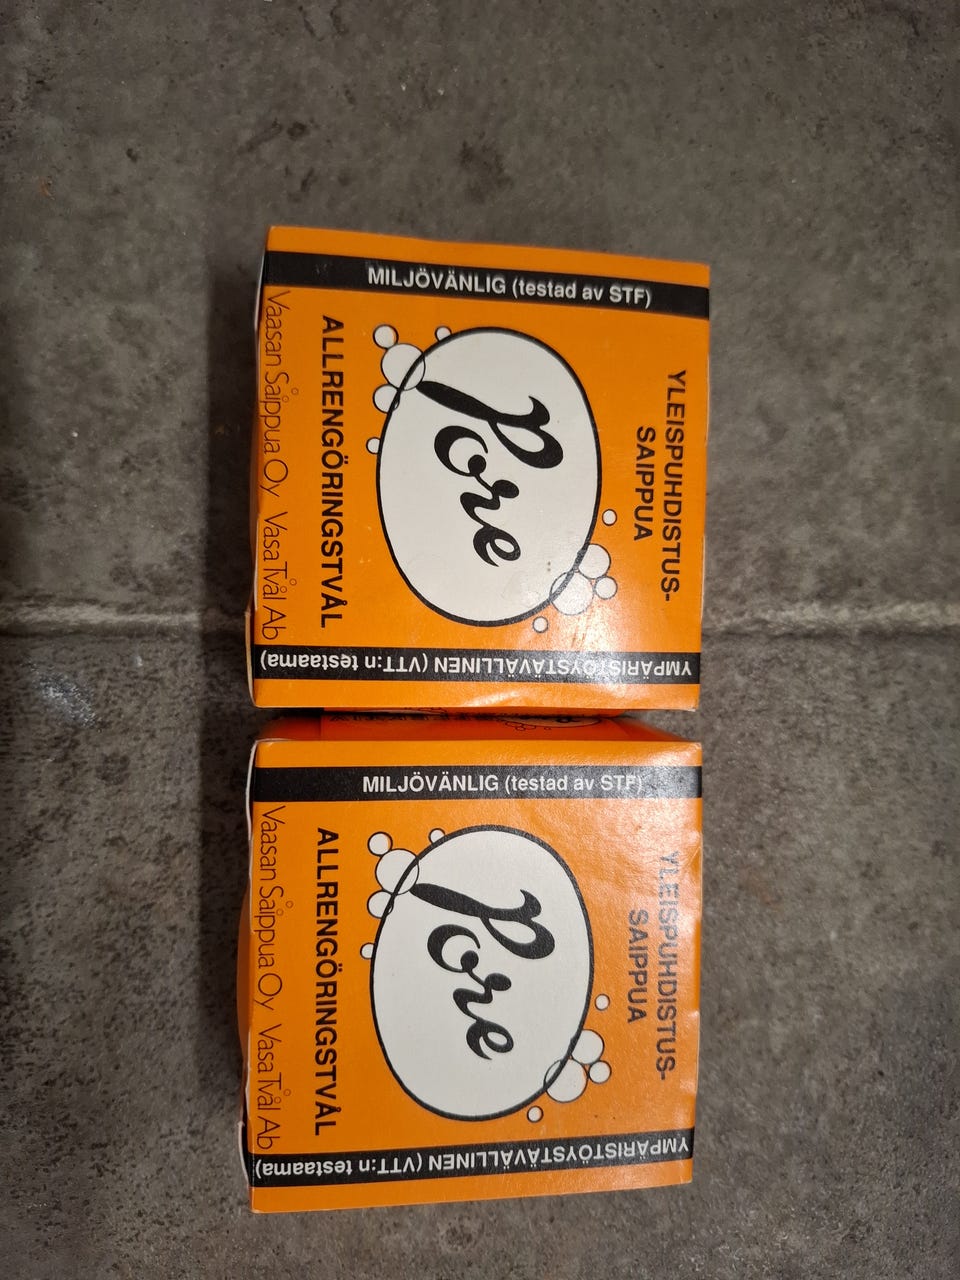 MILJÖVÄNLIG (testad av STF)
YLEISPUHDISTUS-
SAIPPUA
Pore
ALLRENGÖRINGSTVÅL
Vaasan Saippua Oy Vasa Tvål Ab
YMPÄRISTÖYSTÄVÄLLINEN (VTT:n testaama)
MILJÖVÄNLIG (testad av STF)
YLEISPUHDISTUS-
SAIPPUA
Pore
ALLRENGÖRINGSTVÅL
Vaasan Saippua Oy Vasa Tvål Ab
YMPÄRISTÖYSTÄVÄLLINEN (VTT:n testaama)